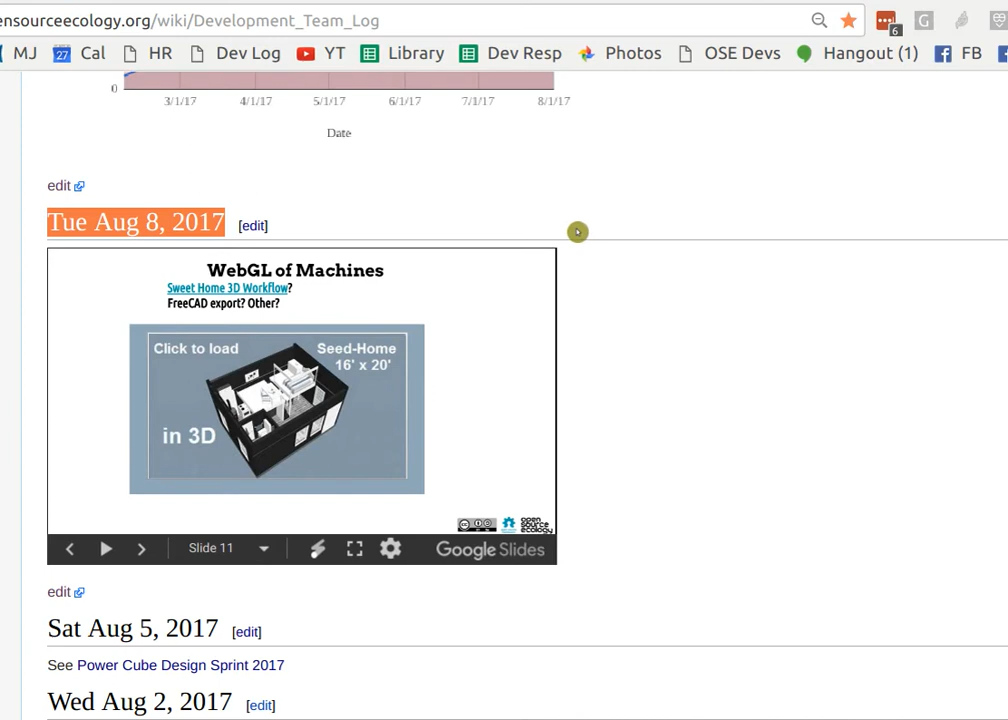 ensourceecology.org/wiki/Development_Team_Log
6
G
MJ 27 Cal HR Dev Log YT Library Dev Resp Photos OSE Devs Hangout (1) FB
0
3/1/17 4/1/17 5/1/17 6/1/17 7/1/17 8/1/17
Date
edit
Tue Aug 8, 2017 [edit]
WebGL of Machines
Sweet Home 3D Workflow?
FreeCAD export? Other?
Click to load
Seed-Home
16' x 20'
in 3D
open source ecology
Slide 11
Google Slides
edit
Sat Aug 5, 2017 [edit]
See Power Cube Design Sprint 2017
Wed Aug 2, 2017 [edit]